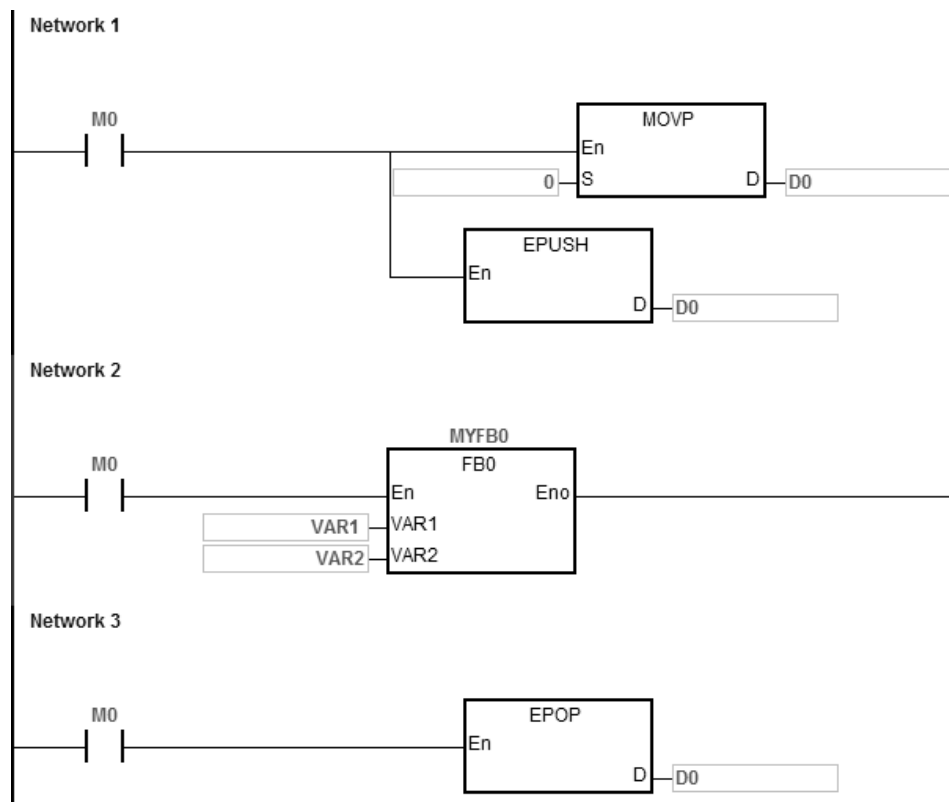 Network 1
M0
MOVP
En
0 S D D0
EPUSH
En
D D0
Network 2
MYFB0
M0 FB0
En Eno
VAR1 VAR1
VAR2 VAR2
Network 3
M0 EPOP
En
D D0